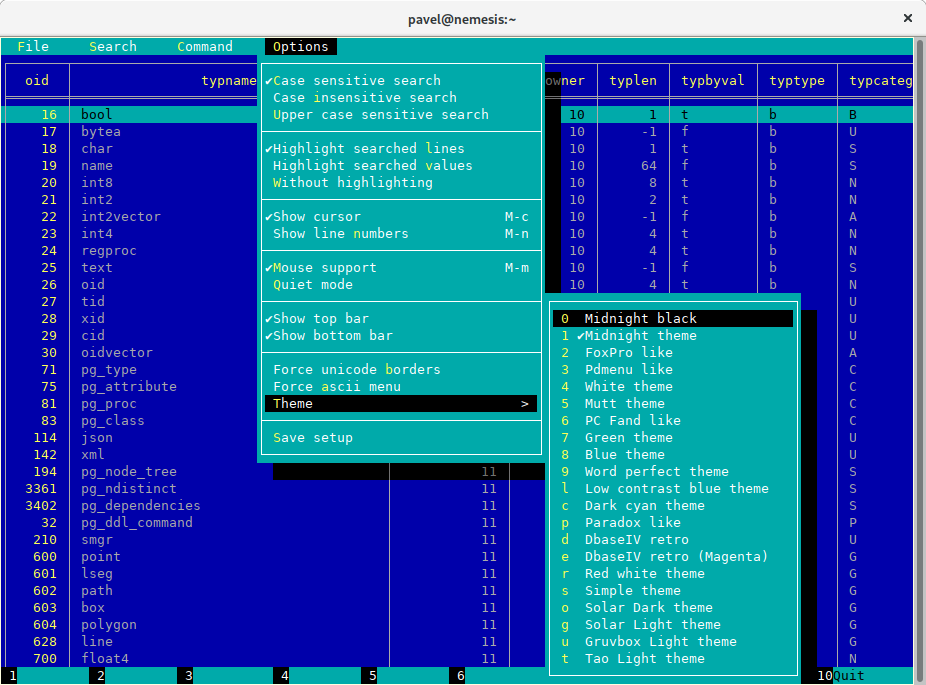 pavel@nemesis:~ ×
File Search Command Options
oid typname owner typlen typbyval typtype typcateg
✔Case sensitive search
Case insensitive search
16 bool Upper case sensitive search 10 1 t b B
17 bytea 10 -1 f b U
18 char ✔Highlight searched lines 10 1 t b S
19 name Highlight searched values 10 64 f b S
20 int8 Without highlighting 10 8 t b N
21 int2 10 2 t b N
22 int2vector ✔Show cursor M-c 10 -1 f b A
23 int4 Show line numbers M-n 10 4 t b N
24 regproc 10 4 t b N
25 text ✔Mouse support M-m 10 -1 f b S
26 oid Quiet mode 10 4 t b N
27 tid U
28 xid ✔Show top bar 0 Midnight black U
29 cid ✔Show bottom bar 1 ✔Midnight theme U
30 oidvector 2 FoxPro like A
71 pg_type Force unicode borders 3 Pdmenu like C
75 pg_attribute Force ascii menu 4 White theme C
81 pg_proc Theme > 5 Mutt theme C
83 pg_class 6 PC Fand like C
114 json Save setup 7 Green theme U
142 xml 8 Blue theme U
194 pg_node_tree 11 9 Word perfect theme S
3361 pg_ndistinct 11 l Low contrast blue theme S
3402 pg_dependencies 11 c Dark cyan theme S
32 pg_ddl_command 11 p Paradox like P
210 smgr 11 d DbaseIV retro U
600 point 11 e DbaseIV retro (Magenta) G
601 lseg 11 r Red white theme G
602 path 11 s Simple theme G
603 box 11 o Solar Dark theme G
604 polygon 11 g Solar Light theme G
628 line 11 u Gruvbox Light theme G
700 float4 11 t Tao Light theme N
1 2 3 4 5 6 10Quit